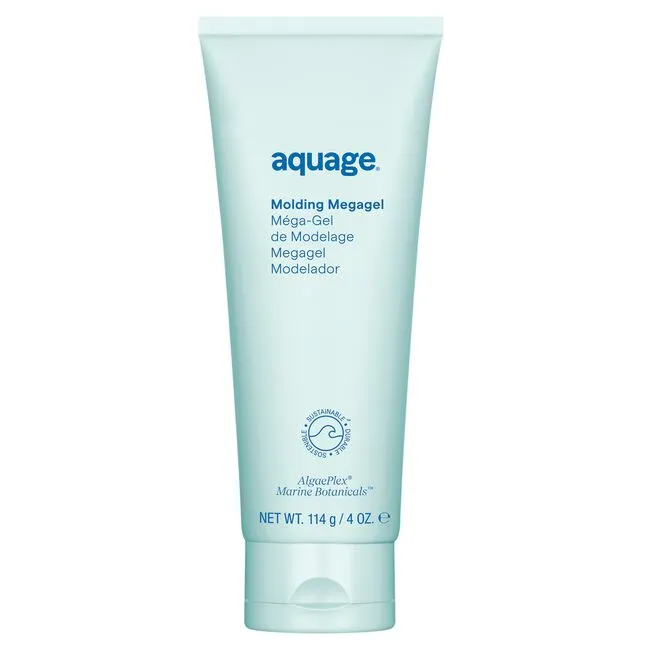 aquage®
Molding Megagel
Méga-Gel
de Modelage
Megagel
Modelador
SUSTAINABLE • DURABLE • SOSTENIBLE •
AlgaePlex®
Marine Botanicals™
NET WT. 114 g / 4 OZ. ℮